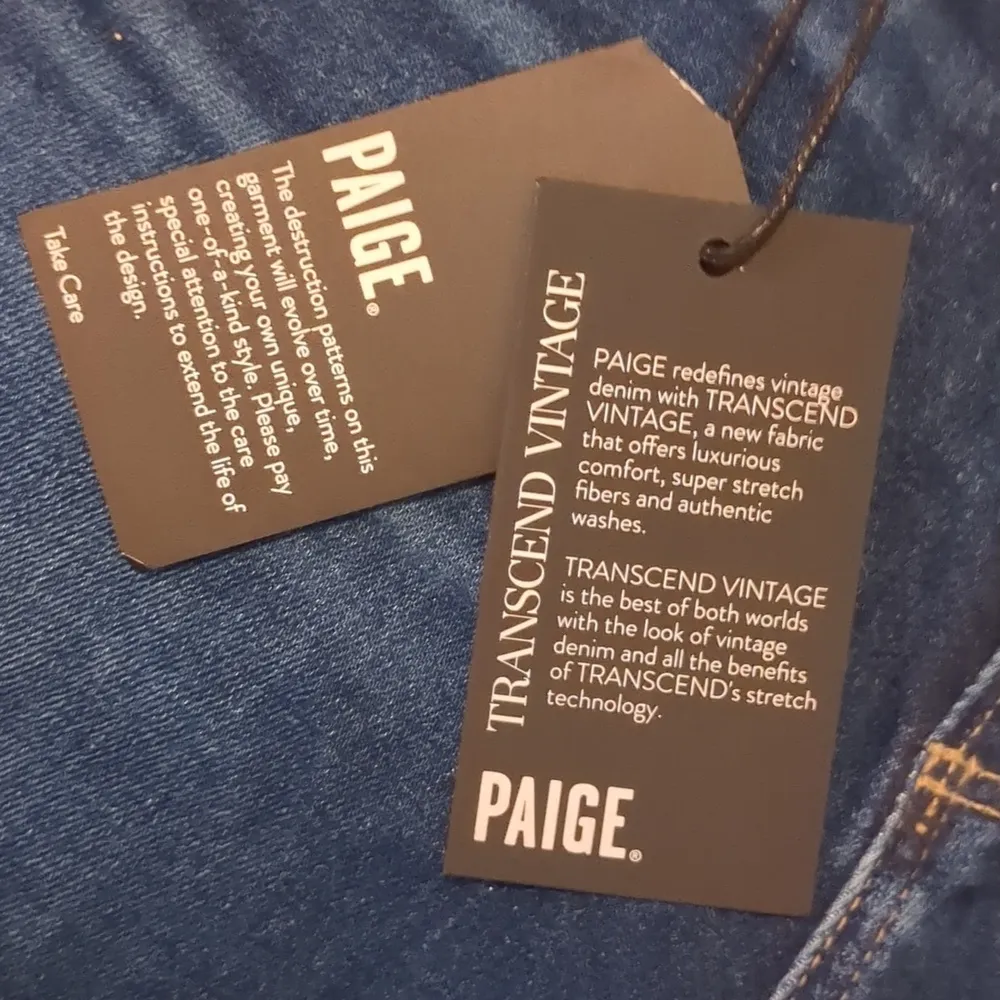 PAIGE®
The destruction patterns on this
garment will evolve over time,
creating your own unique,
one-of-a-kind style. Please pay
special attention to the care
instructions to extend the life of
the design.
Take Care
TRANSCEND VINTAGE
PAIGE redefines vintage
denim with TRANSCEND
VINTAGE, a new fabric
that offers luxurious
comfort, super stretch
fibers and authentic
washes.
TRANSCEND VINTAGE
is the best of both worlds
with the look of vintage
denim and all the benefits
of TRANSCEND's stretch
technology.
PAIGE®